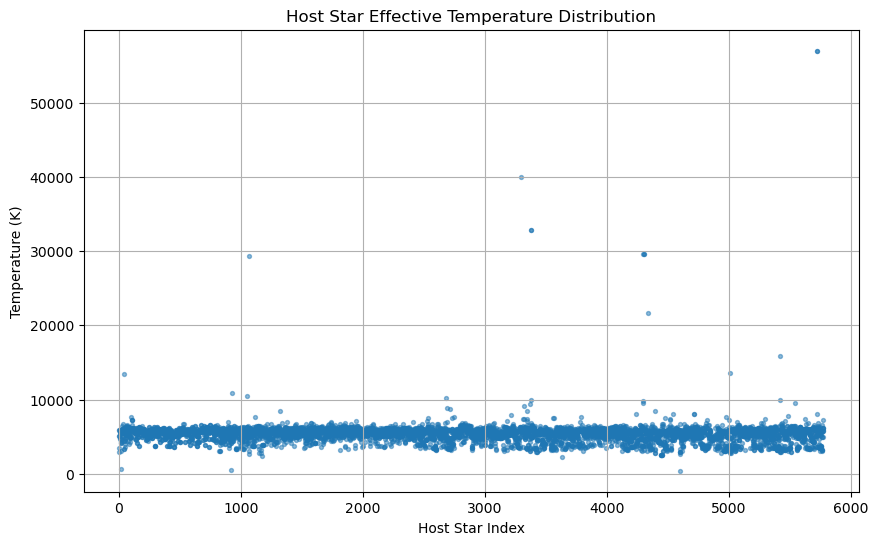 Host Star Effective Temperature Distribution
50000
40000
30000
20000
10000
0
Temperature (K)
0 1000 2000 3000 4000 5000 6000
Host Star Index